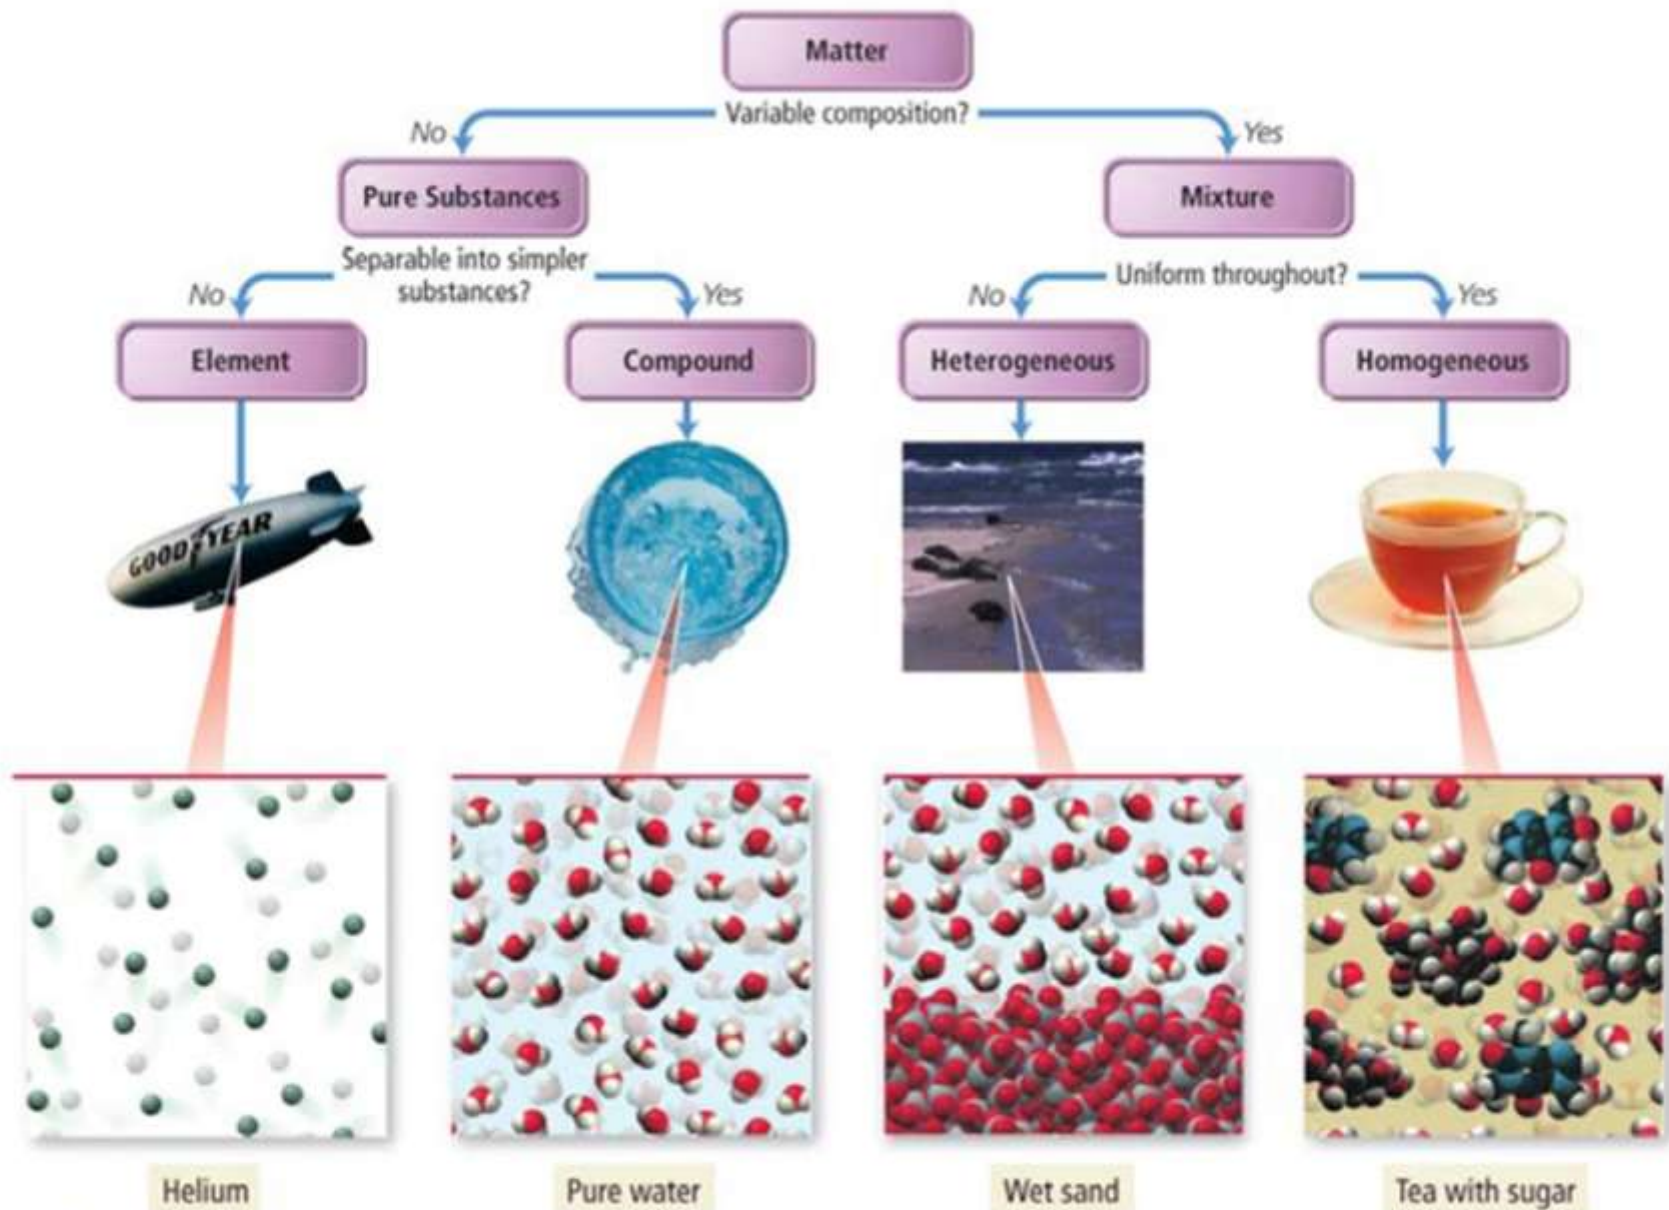 Matter
Variable composition?
No
Yes
Pure Substances
Mixture
Separable into simpler
substances?
Uniform throughout?
No
Yes
No
Yes
Element
Compound
Heterogeneous
Homogeneous
GOODYEAR
Helium
Pure water
Wet sand
Tea with sugar